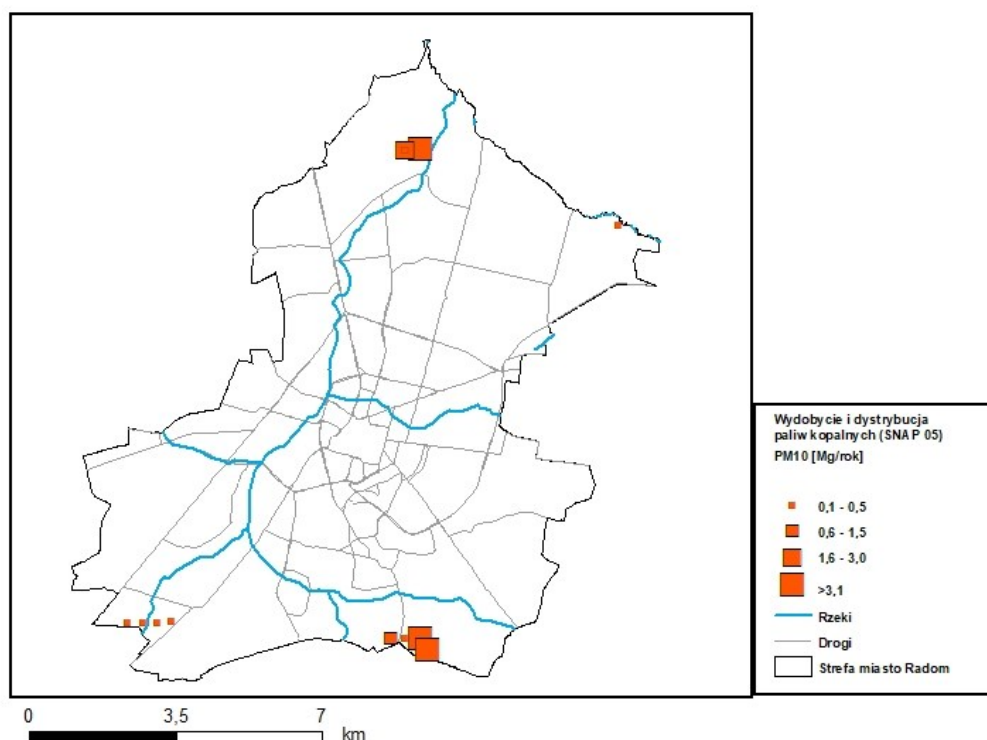 Wydobycie i dystrybucja
paliw kopalnych (SNAP 05)
PM10 [Mg/rok]
0,1 - 0,5
0,6 - 1,5
1,6 - 3,0
>3,1
Rzeki
Drogi
Strefa miasto Radom
0 3,5 7
km